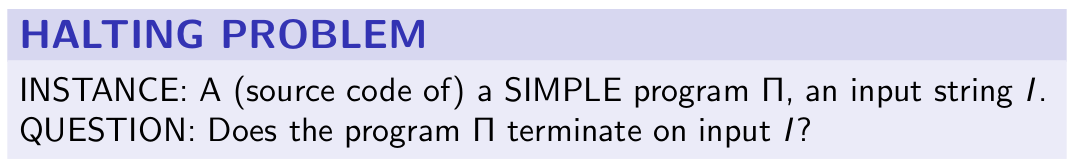 HALTING PROBLEM
INSTANCE: A (source code of) a SIMPLE program Π, an input string I.
QUESTION: Does the program Π terminate on input I?